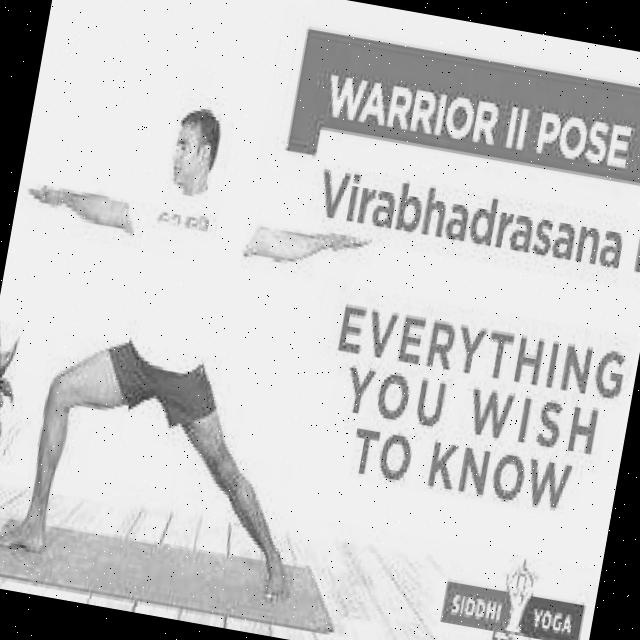 WARRIOR II POSE
Virabhadrasana
EVERYTHING
YOU WISH
TO KNOW
SIDDHI YOGA